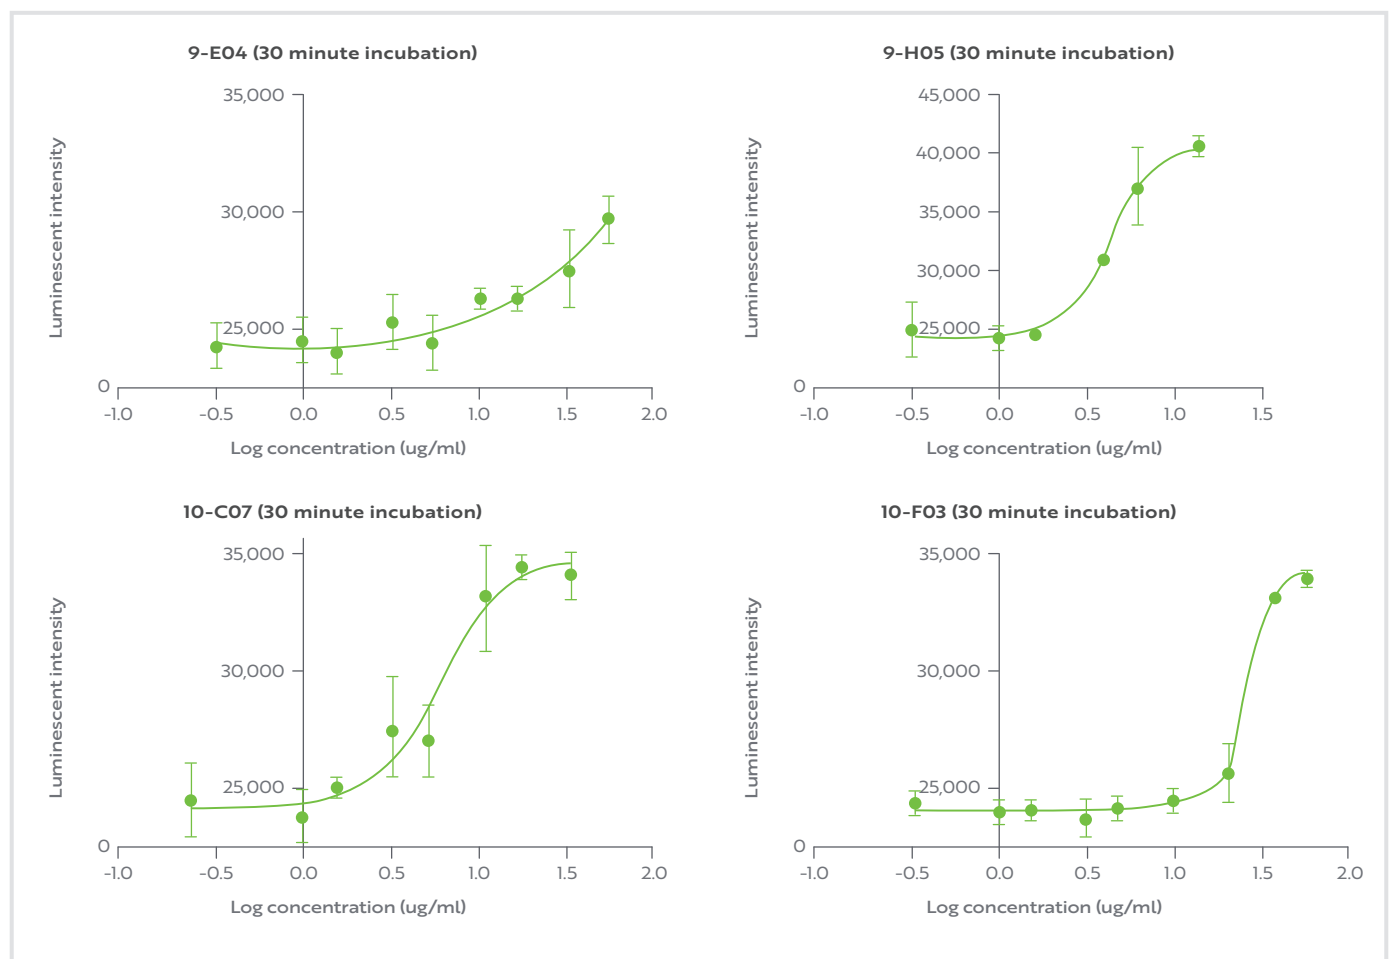 9-E04 (30 minute incubation)
35,000
30,000
25,000
0
-1.0 -0.5 0.0 0.5 1.0 1.5 2.0
Luminescent intensity
Log concentration (ug/ml)
9-H05 (30 minute incubation)
45,000
40,000
35,000
30,000
25,000
0
-1.0 -0.5 0.0 0.5 1.0 1.5
Luminescent intensity
Log concentration (ug/ml)
10-C07 (30 minute incubation)
35,000
30,000
25,000
0
-1.0 -0.5 0.0 0.5 1.0 1.5 2.0
Luminescent intensity
Log concentration (ug/ml)
10-F03 (30 minute incubation)
35,000
30,000
25,000
0
-1.0 -0.5 0.0 0.5 1.0 1.5 2.0
Luminescent intensity
Log concentration (ug/ml)